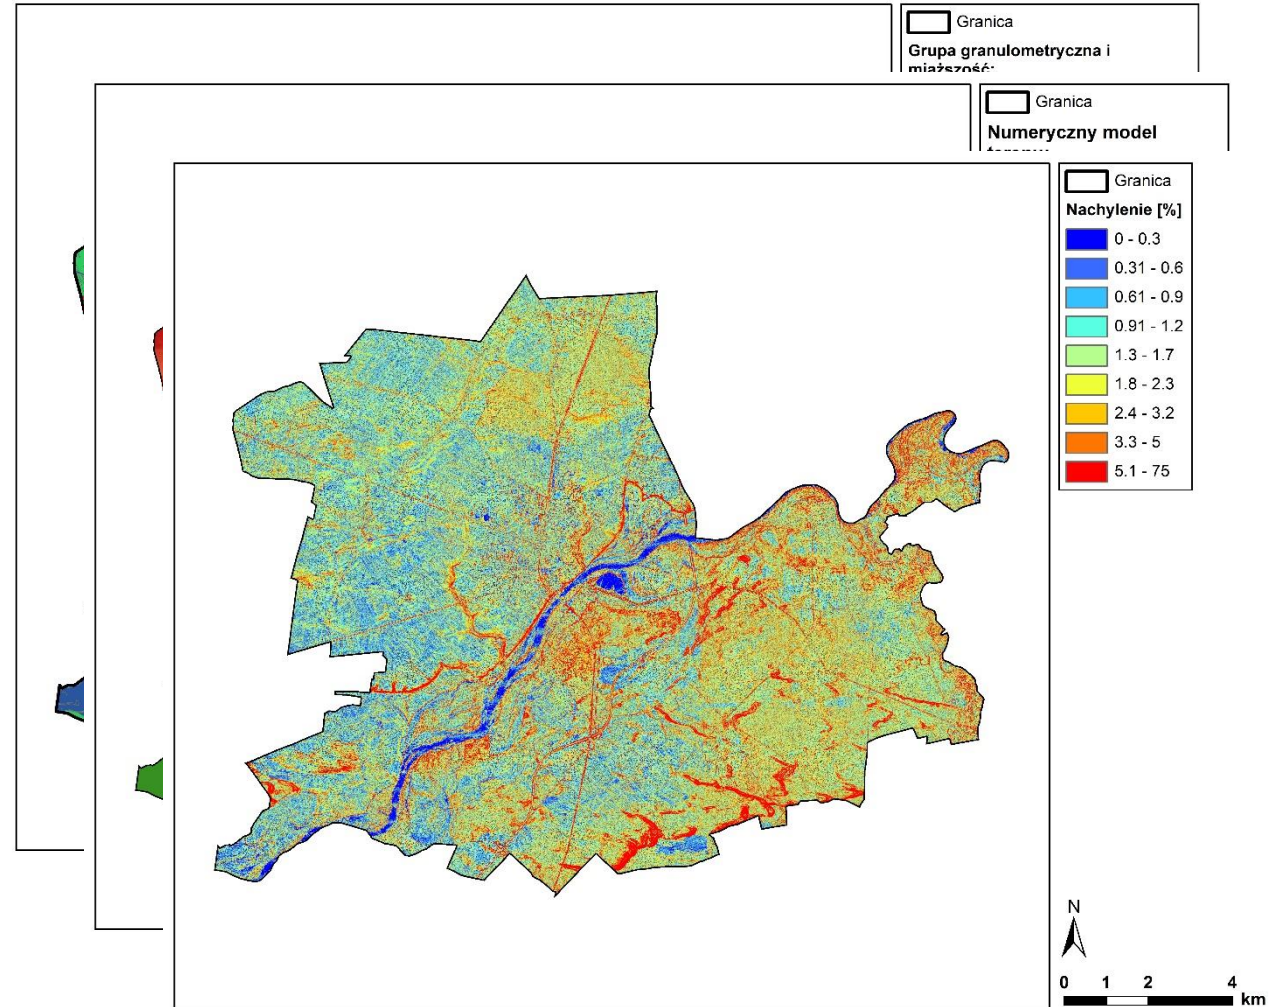 Granica
Grupa granulometryczna i
miąższość:
Granica
Numeryczny model
terenu
Granica
Nachylenie [%]
0 - 0.3
0.31 - 0.6
0.61 - 0.9
0.91 - 1.2
1.3 - 1.7
1.8 - 2.3
2.4 - 3.2
3.3 - 5
5.1 - 75
N
0 1 2 4
km